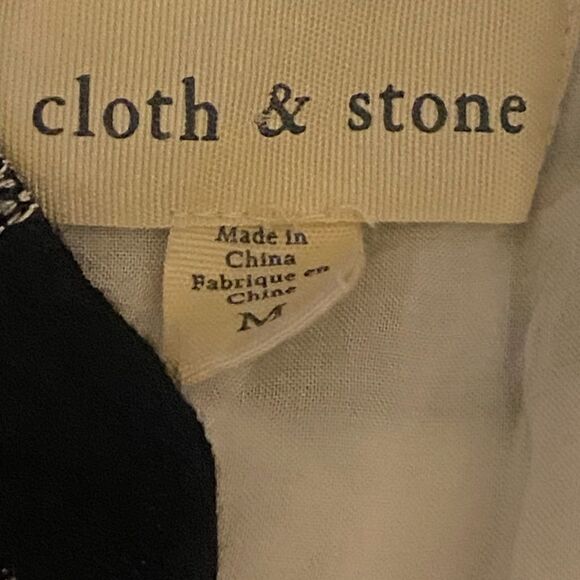 cloth & stone
Made in
China
Fabrique en
Chine
M